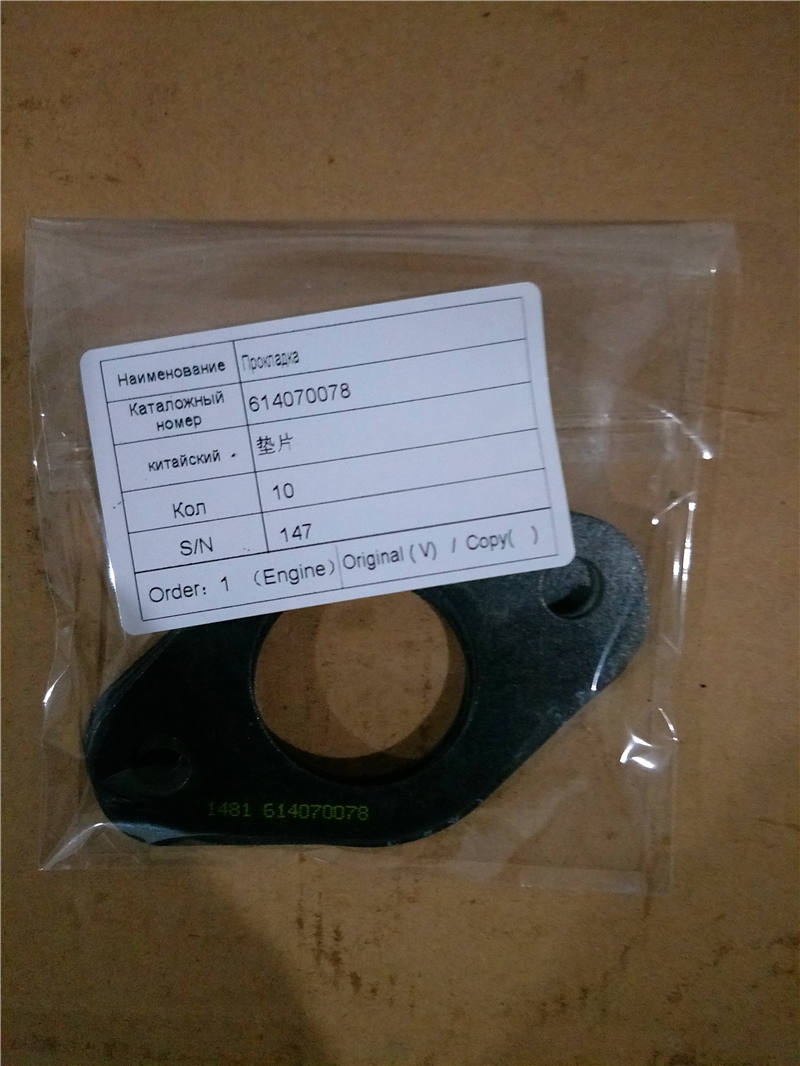 Наименование Прокладка
Каталожный номер 614070078
китайский 垫片
Кол 10
S/N 147
Order: 1 (Engine) Original (V) / Copy( )
1481 614070078